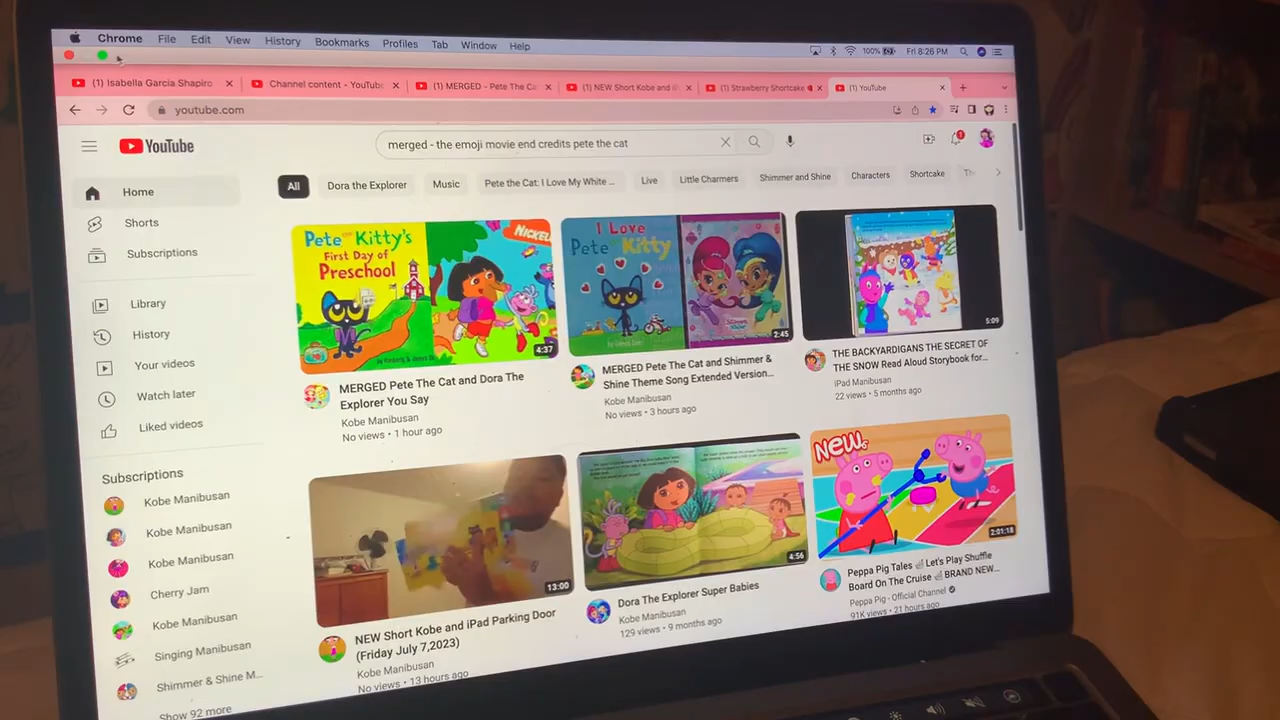 Chrome File Edit View History Bookmarks Profiles Tab Window Help 100% Fri 8:26 PM
(1) Isabella Garcia Shapiro
Channel content - YouTube
(1) MERGED - Pete The Ca
(1) NEW Short Kobe and iP
(1) Strawberry Shortcake
(1) YouTube
youtube.com
YouTube
merged - the emoji movie end credits pete the cat
1
Home
Shorts
Subscriptions
Library
History
Your videos
Watch later
Liked videos
Subscriptions
Kobe Manibusan
Kobe Manibusan
Kobe Manibusan
Cherry Jam
Kobe Manibusan
Singing Manibusan
Shimmer & Shine M...
Show 92 more
All
Dora the Explorer
Music
Pete the Cat: I Love My White ...
Live
Little Charmers
Shimmer and Shine
Characters
Shortcake
Pete the Kitty's
First Day of
Preschool
NICKEL
4:37
MERGED Pete The Cat and Dora The
Explorer You Say
Kobe Manibusan
No views • 1 hour ago
I Love
Pete the Kitty
2:45
MERGED Pete The Cat and Shimmer &
Shine Theme Song Extended Version...
Kobe Manibusan
No views • 3 hours ago
5:09
THE BACKYARDIGANS THE SECRET OF
THE SNOW Read Aloud Storybook for...
iPad Manibusan
22 views • 5 months ago
13:00
NEW Short Kobe and iPad Parking Door
(Friday July 7,2023)
Kobe Manibusan
No views • 13 hours ago
4:56
Dora The Explorer Super Babies
Kobe Manibusan
129 views • 9 months ago
New
2:01:18
Peppa Pig Tales Let's Play Shuffle
Board On The Cruise BRAND NEW...
Peppa Pig - Official Channel
91K views • 21 hours ago